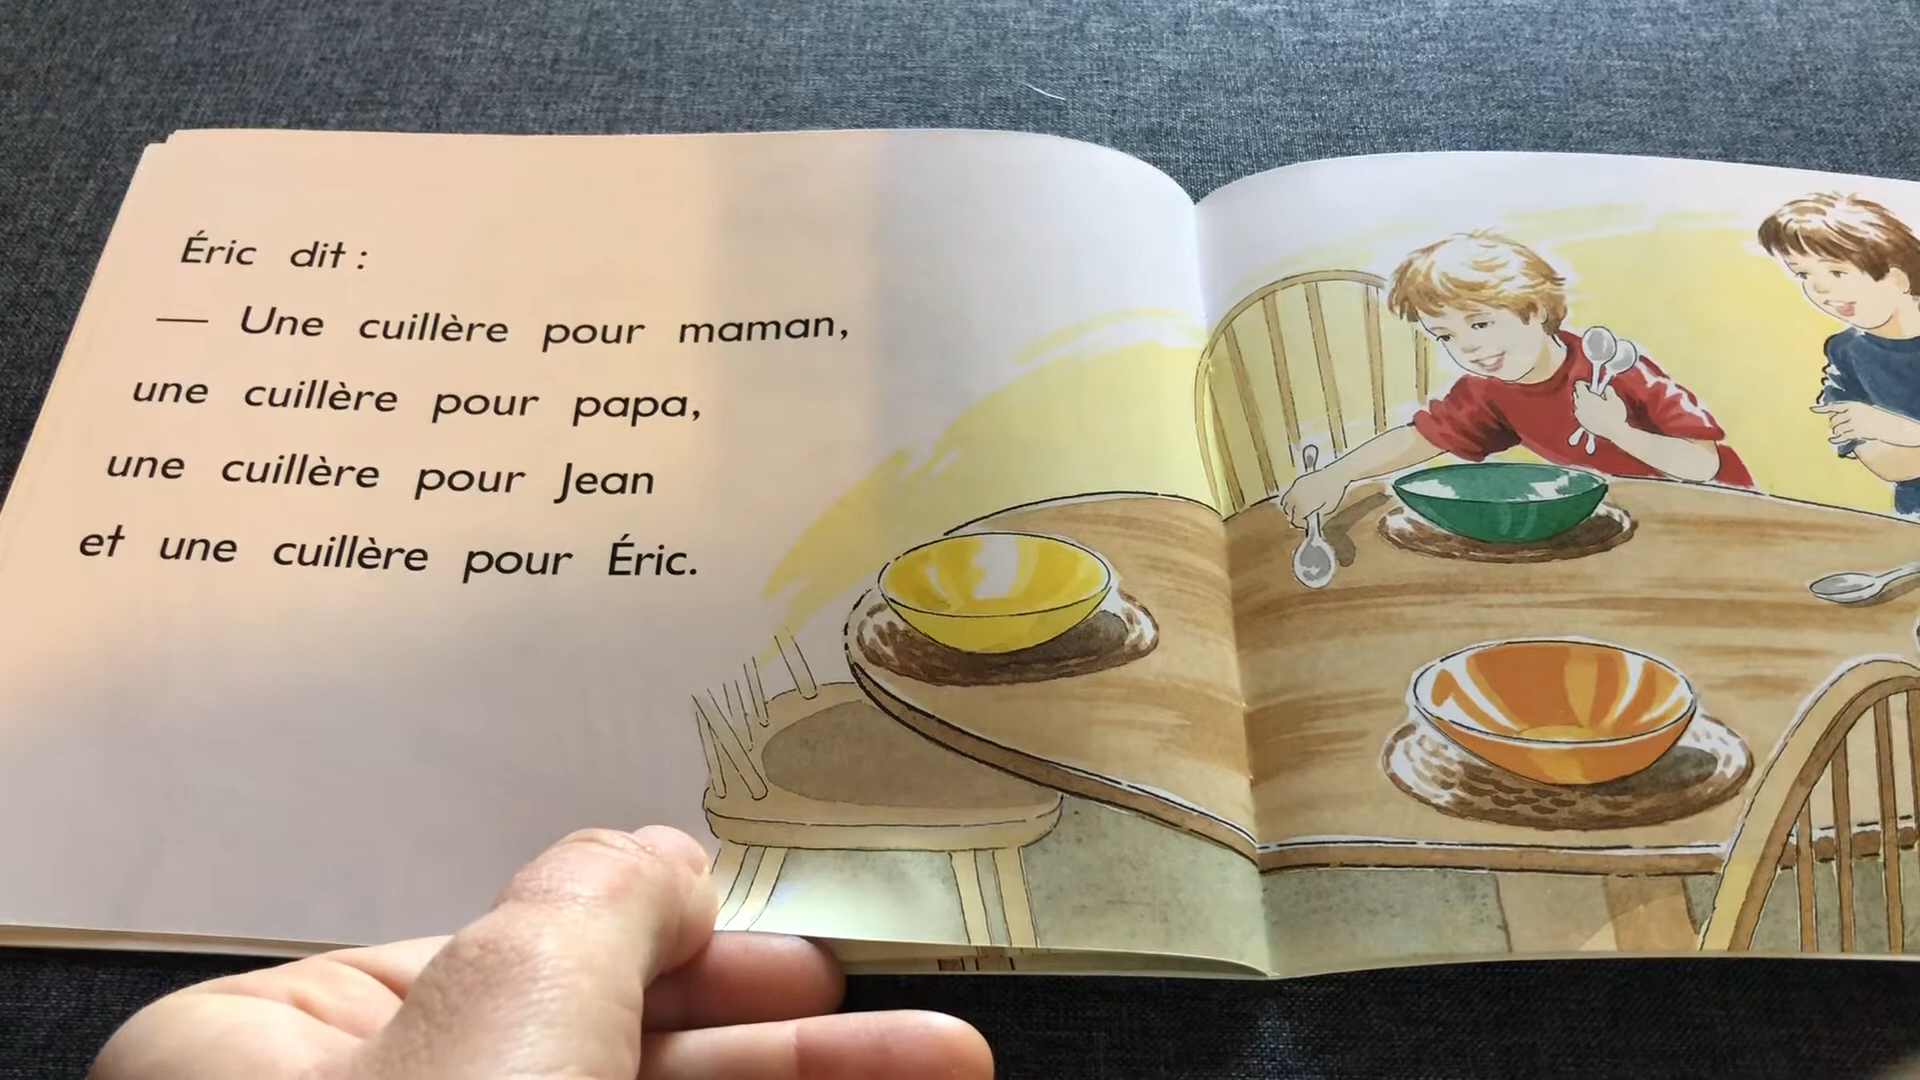 Éric dit :
— Une cuillère pour maman,
une cuillère pour papa,
une cuillère pour Jean
et une cuillère pour Éric.